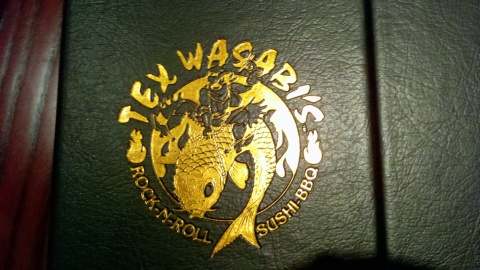 TEX WASABI'S
ROCK-N-ROLL
SUSHI-BBQ